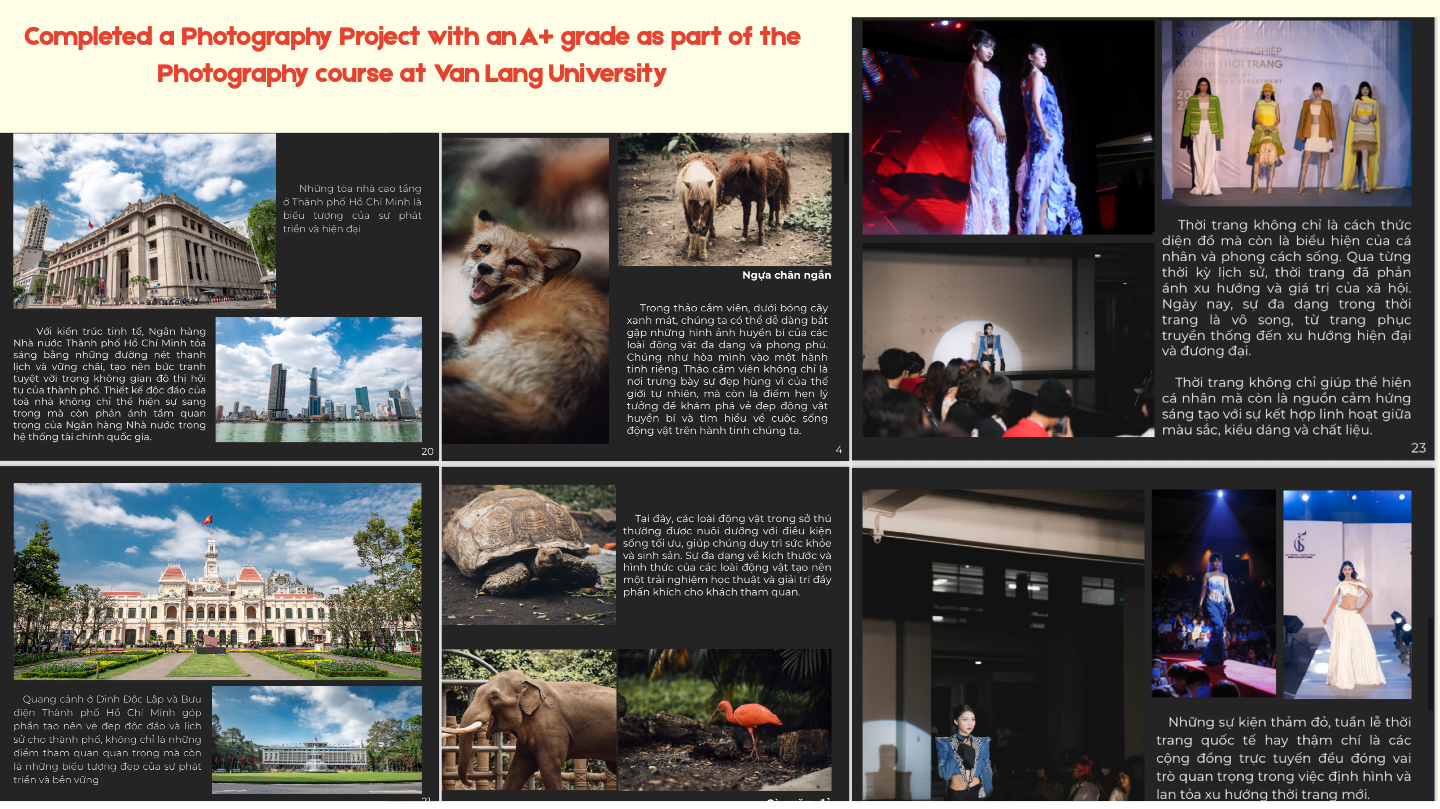 Completed a Photography Project with an A+ grade as part of the
Photography course at Van Lang University
Những tòa nhà cao tầng
ở Thành phố Hồ Chí Minh là
biểu tượng của sự phát
triển và hiện đại
Với kiến trúc tinh tế, Ngân hàng
Nhà nước Thành phố Hồ Chí Minh tỏa
sáng bằng những đường nét thanh
lịch và vững chãi, tạo nên bức tranh
tuyệt vời trong không gian đô thị hội
tụ của thành phố. Thiết kế độc đáo của
toà nhà không chỉ thể hiện sự sang
trọng mà còn phản ánh tầm quan
trọng của Ngân hàng Nhà nước trong
hệ thống tài chính quốc gia.
20
Ngựa chân ngắn
Trong thảo cầm viên, dưới bóng cây
xanh mát, chúng ta có thể dễ dàng bắt
gặp những hình ảnh huyền bí của các
loài động vật đa dạng và phong phú.
Chúng như hòa mình vào một hành
tinh riêng. Thảo cầm viên không chỉ là
nơi trưng bày sự đẹp hùng vĩ của thế
giới tự nhiên, mà còn là điểm hẹn lý
tưởng để khám phá vẻ đẹp động vật
huyền bí và tìm hiểu về cuộc sống
động vật trên hành tinh chúng ta.
4
NGÀNH THỜI TRANG
Thời trang không chỉ là cách thức
diện đồ mà còn là biểu hiện của cá
nhân và phong cách sống. Qua từng
thời kỳ lịch sử, thời trang đã phản
ánh xu hướng và giá trị của xã hội.
Ngày nay, sự đa dạng trong thời
trang là vô song, từ trang phục
truyền thống đến xu hướng hiện đại
và đương đại.
Thời trang không chỉ giúp thể hiện
cá nhân mà còn là nguồn cảm hứng
sáng tạo với sự kết hợp linh hoạt giữa
màu sắc, kiểu dáng và chất liệu.
23
Quang cảnh ở Dinh Độc Lập và Bưu
điện Thành phố Hồ Chí Minh góp
phần tạo nên vẻ đẹp độc đáo và lịch
sử cho thành phố, không chỉ là những
điểm tham quan quan trọng mà còn
là những biểu tượng đẹp của sự phát
triển và bền vững
21
Tại đây, các loài động vật trong sở thú
thường được nuôi dưỡng với điều kiện
sống tối ưu, giúp chúng duy trì sức khỏe
và sinh sản. Sự đa dạng về kích thước và
hình thức của các loài động vật tạo nên
một trải nghiệm học thuật và giải trí đầy
phấn khích cho khách tham quan.
Những sự kiện thảm đỏ, tuần lễ thời
trang quốc tế hay thậm chí là các
cộng đồng trực tuyến đều đóng vai
trò quan trọng trong việc định hình và
lan tỏa xu hướng thời trang mới.